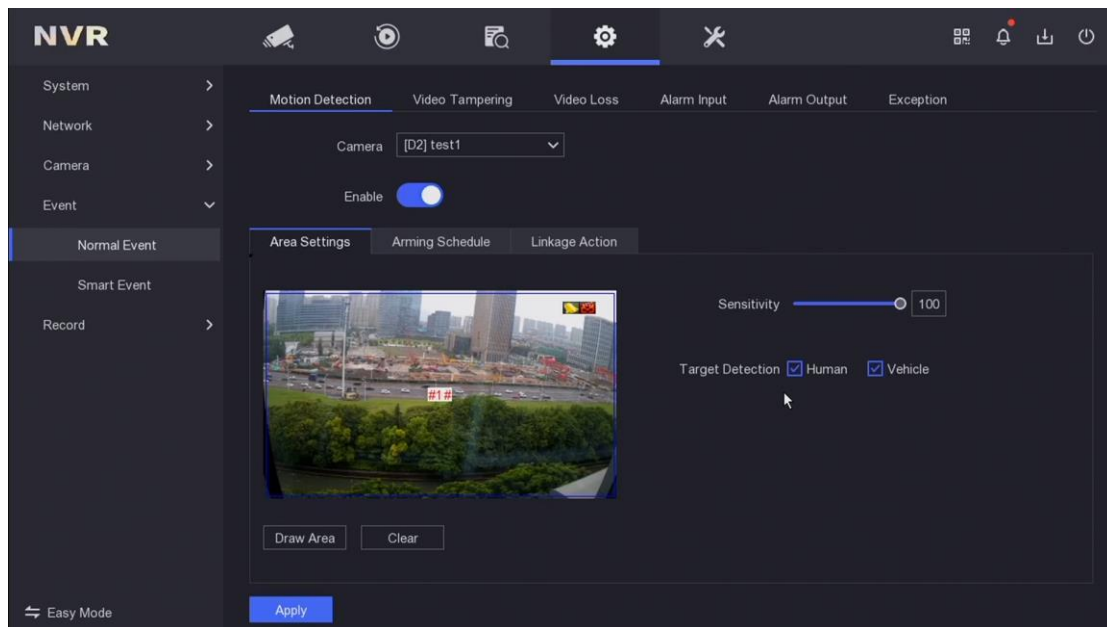 NVR
System
Network
Camera
Event
Normal Event
Smart Event
Record
Easy Mode
Motion Detection Video Tampering Video Loss Alarm Input Alarm Output Exception
Camera [D2] test1
Enable
Area Settings Arming Schedule Linkage Action
#1#
Sensitivity 100
Target Detection Human Vehicle
Draw Area Clear
Apply